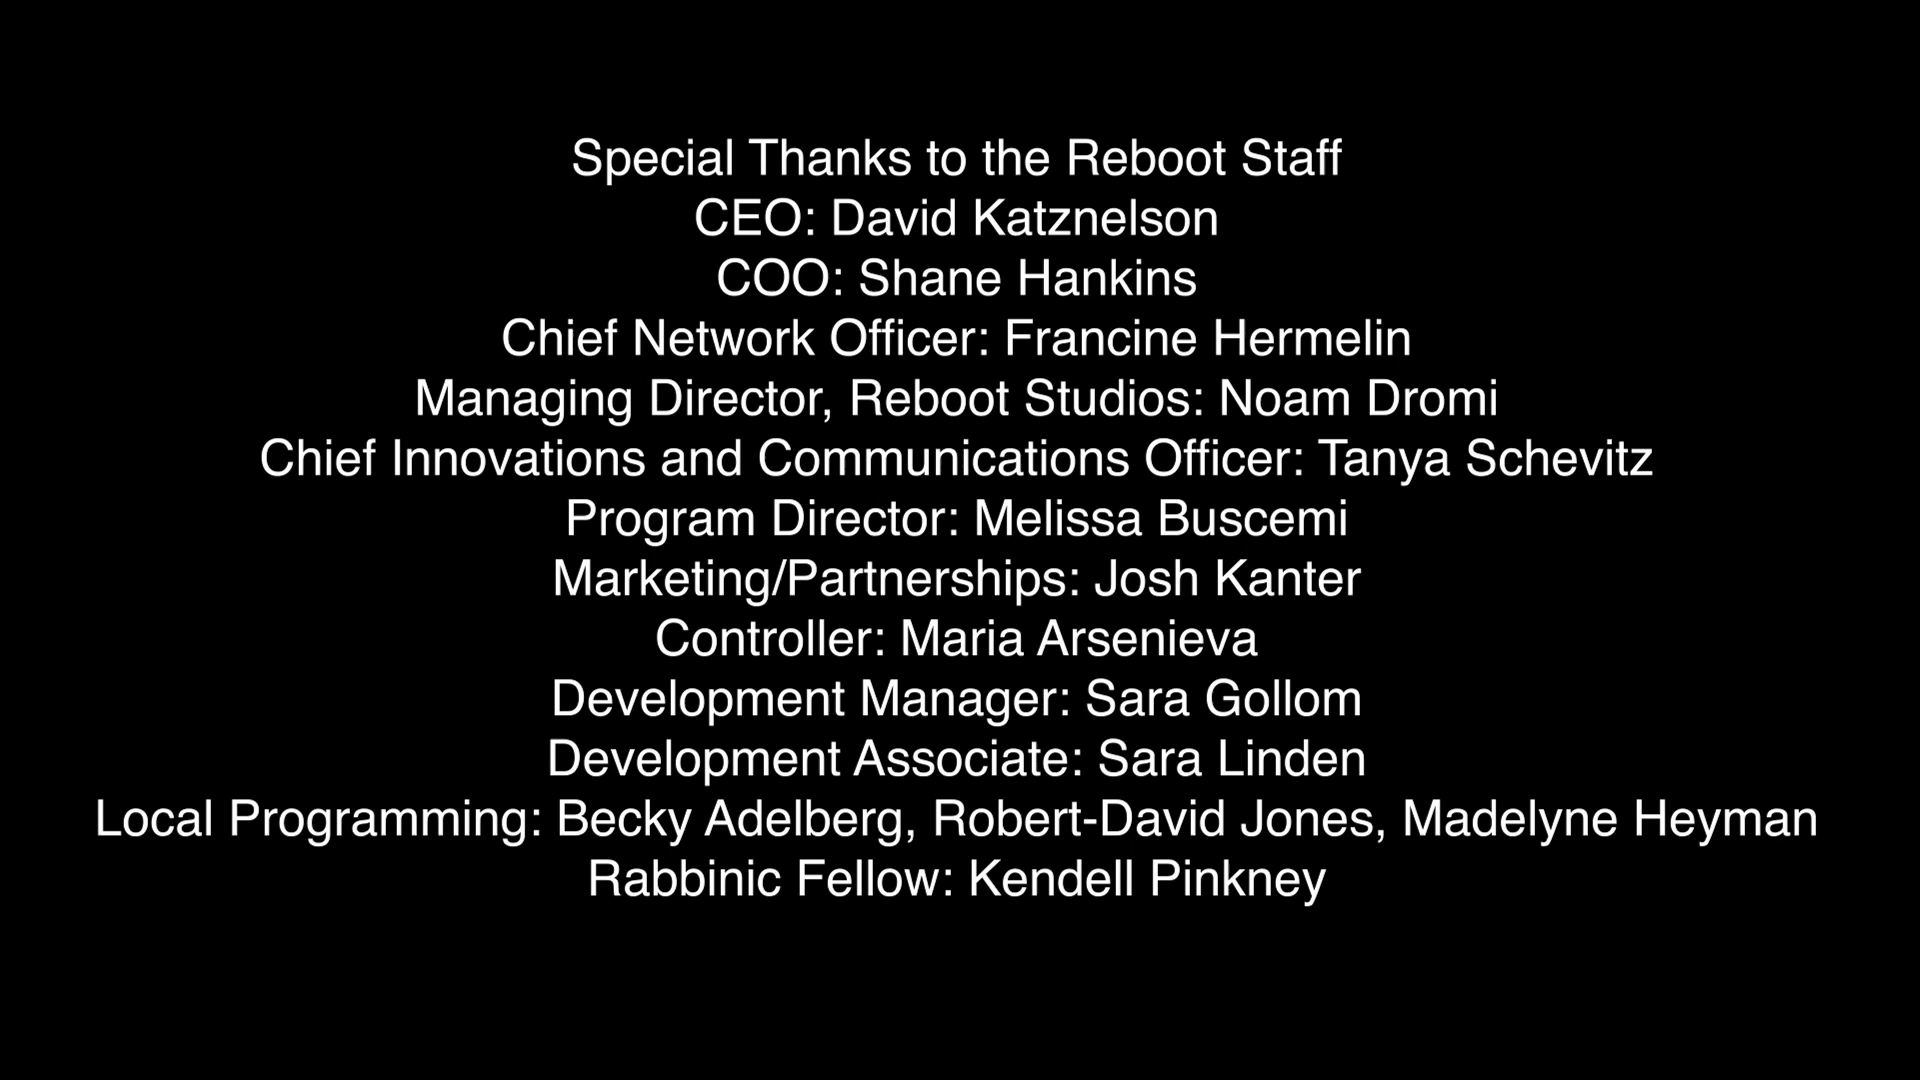 Special Thanks to the Reboot Staff
CEO: David Katznelson
COO: Shane Hankins
Chief Network Officer: Francine Hermelin
Managing Director, Reboot Studios: Noam Dromi
Chief Innovations and Communications Officer: Tanya Schevitz
Program Director: Melissa Buscemi
Marketing/Partnerships: Josh Kanter
Controller: Maria Arsenieva
Development Manager: Sara Gollom
Development Associate: Sara Linden
Local Programming: Becky Adelberg, Robert-David Jones, Madelyne Heyman
Rabbinic Fellow: Kendell Pinkney